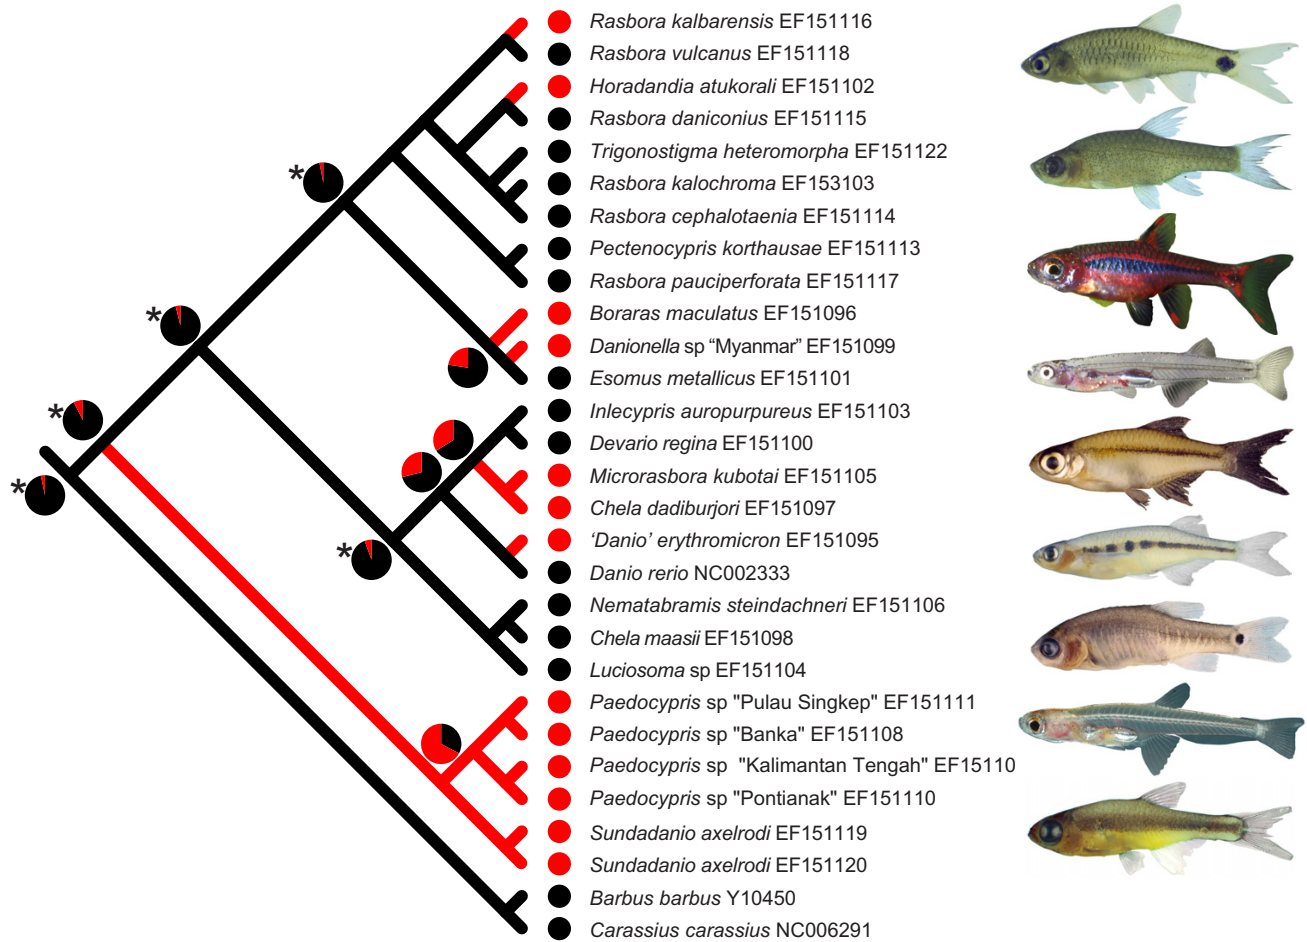 Rasbora kalbarensis EF151116
Rasbora vulcanus EF151118
Horadandia atukorali EF151102
Rasbora daniconius EF151115
Trigonostigma heteromorpha EF151122
Rasbora kalochroma EF153103
Rasbora cephalotaenia EF151114
Pectenocypris korthausae EF151113
Rasbora pauciperforata EF151117
Boraras maculatus EF151096
Danionella sp “Myanmar” EF151099
Esomus metallicus EF151101
Inlecypris auropurpureus EF151103
Devario regina EF151100
Microrasbora kubotai EF151105
Chela dadiburjori EF151097
‘Danio’ erythromicron EF151095
Danio rerio NC002333
Nematabramis steindachneri EF151106
Chela maasii EF151098
Luciosoma sp EF151104
Paedocypris sp "Pulau Singkep" EF151111
Paedocypris sp "Banka" EF151108
Paedocypris sp "Kalimantan Tengah" EF15110
Paedocypris sp "Pontianak" EF151110
Sundadanio axelrodi EF151119
Sundadanio axelrodi EF151120
Barbus barbus Y10450
Carassius carassius NC006291
*
*
*
*
*